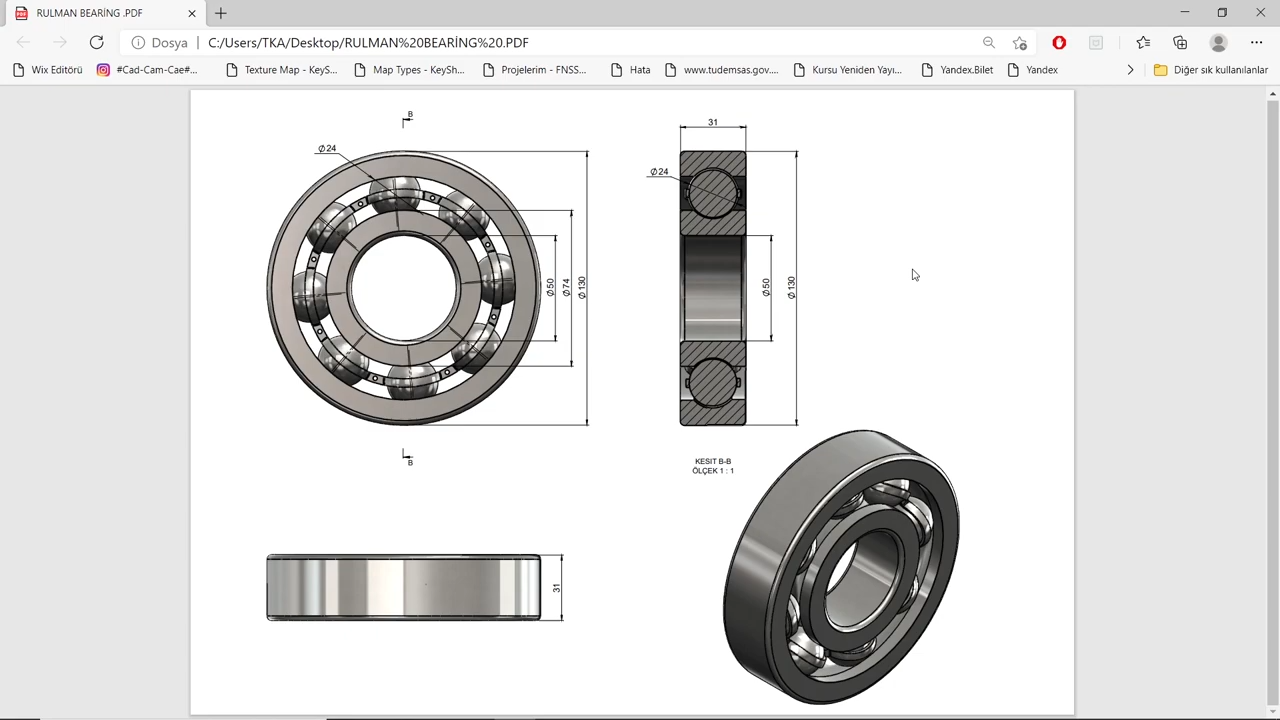 RULMAN BEARİNG .PDF
Dosya
C:/Users/TKA/Desktop/RULMAN%20BEARİNG%20.PDF
Wix Editörü
#Cad-Cam-Cae#...
Texture Map - KeyS...
Map Types - KeySh...
Projelerim - FNSS...
Hata
www.tudemsas.gov....
Kursu Yeniden Yayı...
Yandex.Bilet
Yandex
Diğer sık kullanılanlar
B
Ø24
Ø50
Ø74
Ø130
B
31
Ø24
Ø50
Ø130
KESIT B-B
ÖLÇEK 1 : 1
31